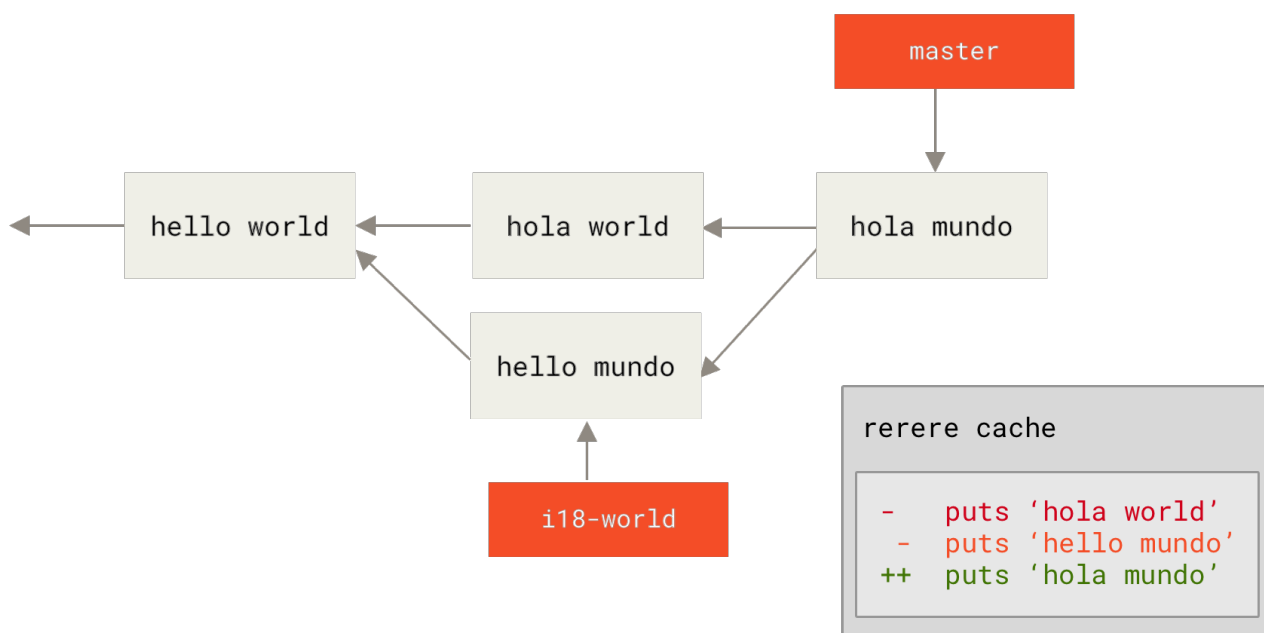 master
hello world
hola world
hola mundo
hello mundo
i18-world
rerere cache
-   puts ‘hola world’
 -  puts ‘hello mundo’
++  puts ‘hola mundo’